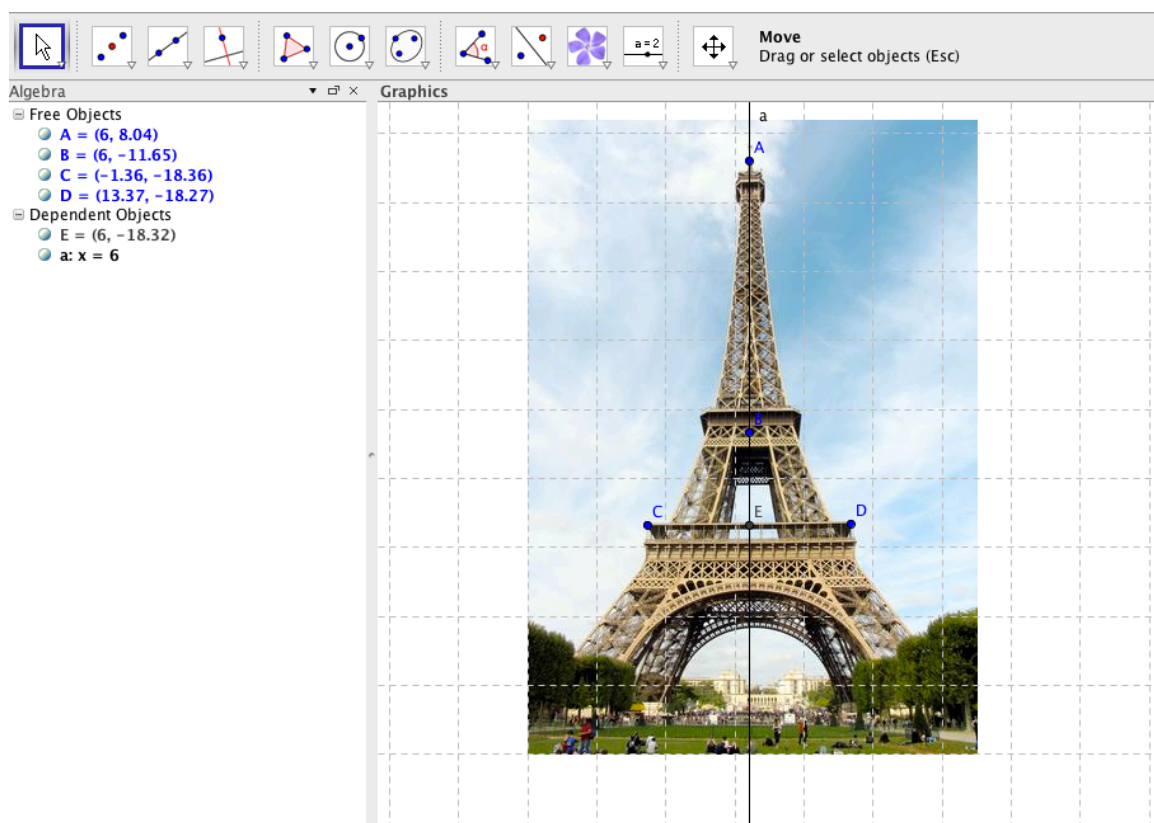 α
a=2
Move
Drag or select objects (Esc)
Algebra
Graphics
Free Objects
A = (6, 8.04)
B = (6, −11.65)
C = (−1.36, −18.36)
D = (13.37, −18.27)
Dependent Objects
E = (6, −18.32)
a: x = 6
a
A
B
C
E
D